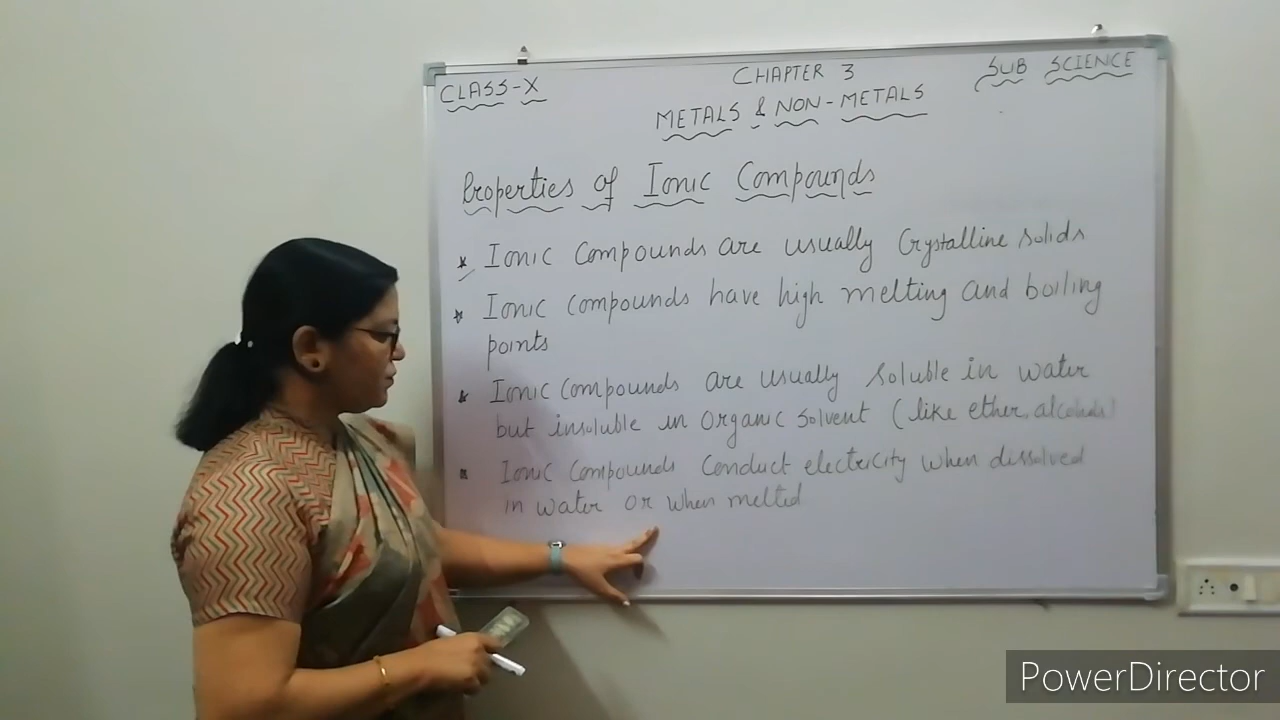 CLASS-X
CHAPTER 3
SUB SCIENCE
METALS & NON-METALS
Properties of Ionic Compounds
* Ionic Compounds are usually Crystalline solids
* Ionic Compounds have high melting and boiling
points
* Ionic Compounds are usually soluble in water
but insoluble in organic solvent (like ether, alcohols)
* Ionic Compounds Conduct electricity when dissolved
in water or when melted
PowerDirector